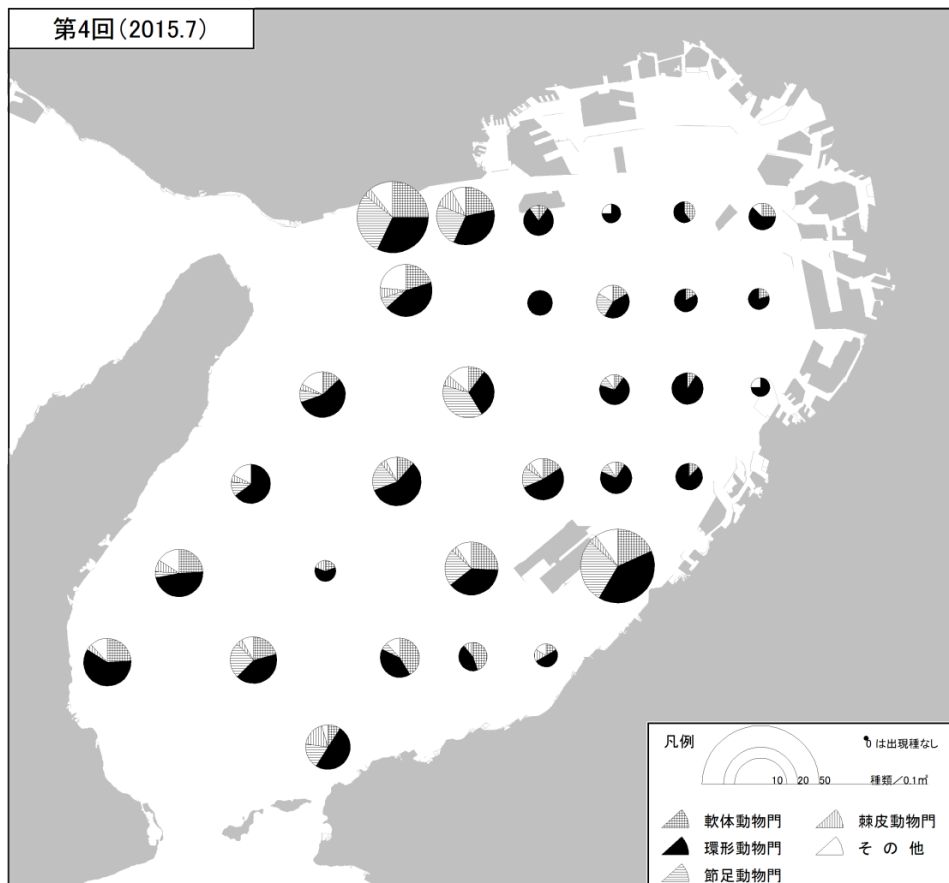 第4回(2015.7)
凡例
0 は出現種なし
10 20 50 種類/0.1㎡
軟体動物門 棘皮動物門
環形動物門 その他
節足動物門